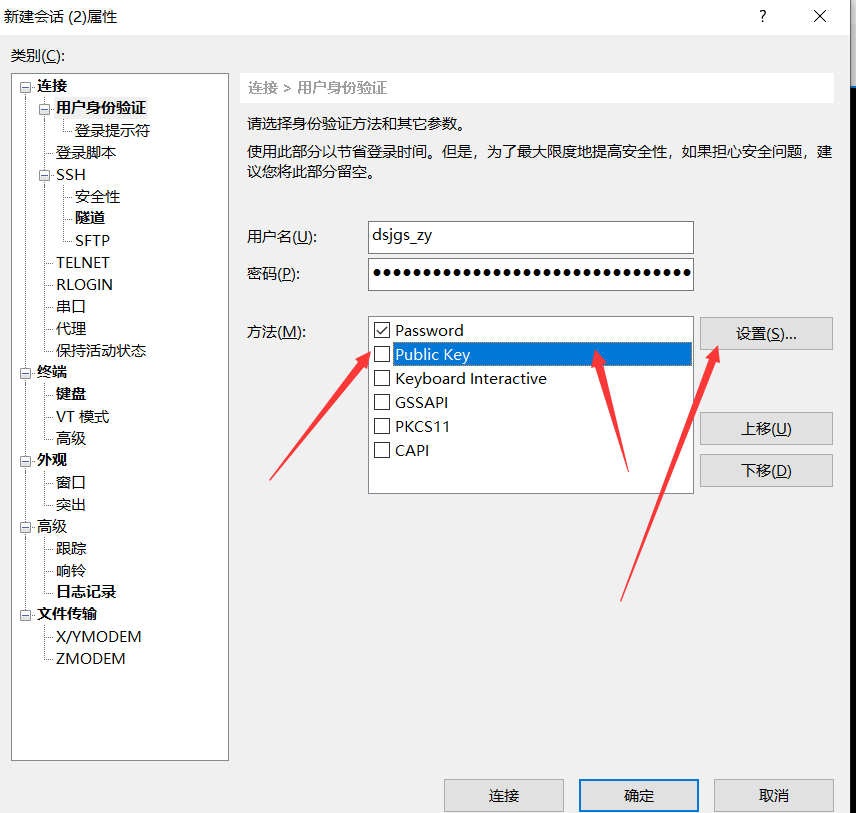 新建会话 (2)属性
?
类别(C):
连接
用户身份验证
登录提示符
登录脚本
SSH
安全性
隧道
SFTP
TELNET
RLOGIN
串口
代理
保持活动状态
终端
键盘
VT 模式
高级
外观
窗口
突出
高级
跟踪
响铃
日志记录
文件传输
X/YMODEM
ZMODEM
连接 > 用户身份验证
请选择身份验证方法和其它参数。
使用此部分以节省登录时间。但是，为了最大限度地提高安全性，如果担心安全问题，建
议您将此部分留空。
用户名(U):
dsjgs_zy
密码(P):
方法(M):
Password
Public Key
Keyboard Interactive
GSSAPI
PKCS11
CAPI
设置(S)...
上移(U)
下移(D)
连接
确定
取消